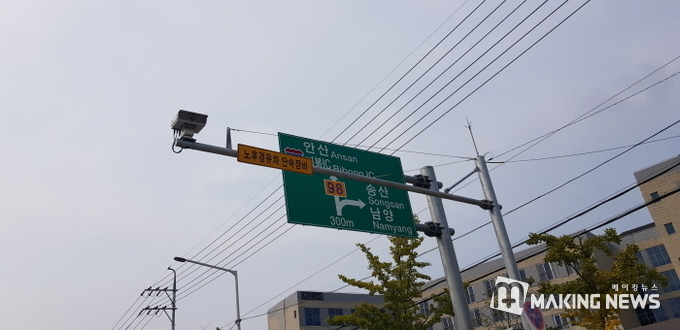 노후경유차 단속장비
안산
Ansan
봉IC Bibong IC
98
송산
Songsan
남양
Namyang
300m
메이킹뉴스
MAKING NEWS